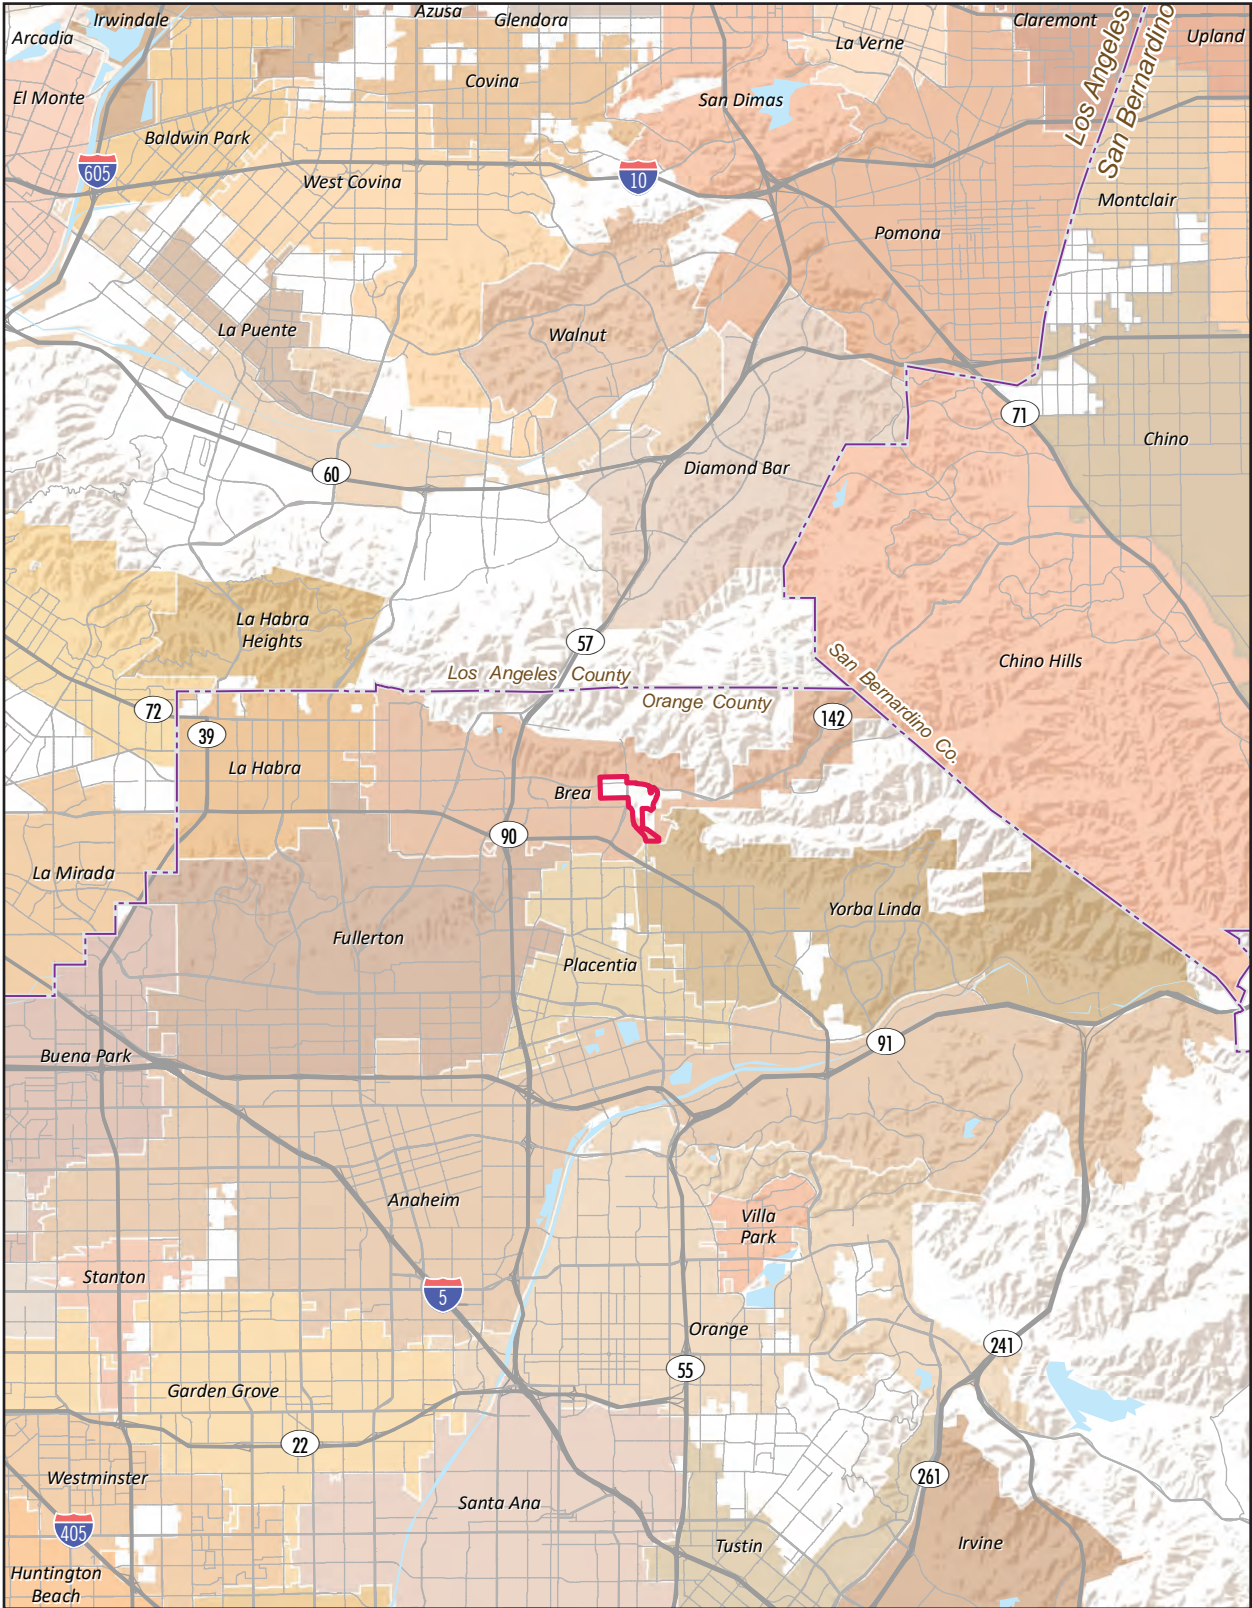 Irwindale
Azusa
Glendora
Claremont
Arcadia
La Verne
Upland
Covina
El Monte
San Dimas
Los Angeles
San Bernardino
Baldwin Park
605
West Covina
10
Montclair
Pomona
La Puente
Walnut
71
Chino
Diamond Bar
60
La Habra
Heights
57
Chino Hills
Los Angeles County
San Bernardino Co.
Orange County
72
142
39
La Habra
Brea
90
La Mirada
Yorba Linda
Fullerton
Placentia
91
Buena Park
Anaheim
Villa
Park
Stanton
5
Orange
241
55
Garden Grove
22
Westminster
261
Santa Ana
405
Tustin
Irvine
Huntington
Beach